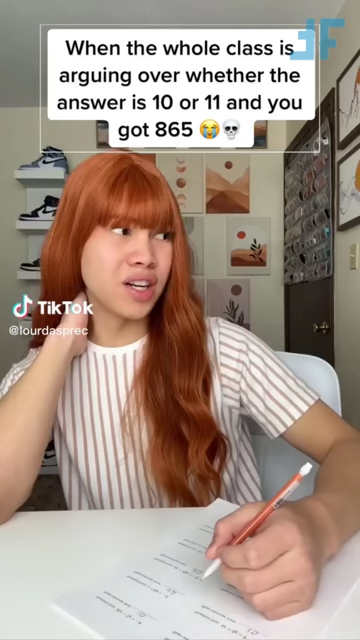 JF
When the whole class is
arguing over whether the
answer is 10 or 11 and you
got 865 😭💀
TikTok
@lourdasprec